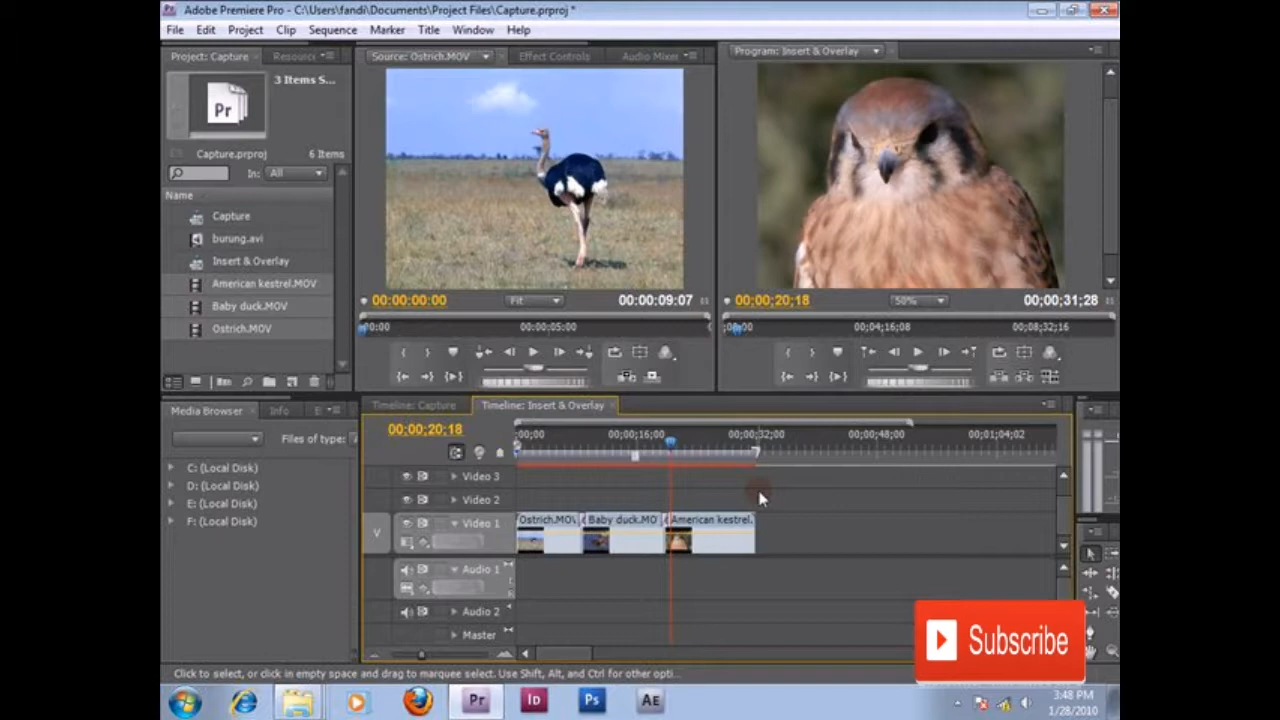 Adobe Premiere Pro - C:\Users\fandi\Documents\Project Files\Capture.prproj *
File Edit Project Clip Sequence Marker Title Window Help
Project: Capture Resourc
3 Items S...
Capture.prproj 6 Items
In: All
Name
Capture
burung.avi
Insert & Overlay
American kestrel.MOV
Baby duck.MOV
Ostrich.MOV
Source: Ostrich.MOV Effect Controls Audio Mixer
00:00:00:00 Fit 00:00:09:07
00:00 00:00:05:00
Program: Insert & Overlay
00;00;20;18 50% 00;00;31;28
;00;00 00;04;16;08 00;08;32;16
Media Browser Info E
Files of type:
C: (Local Disk)
D: (Local Disk)
E: (Local Disk)
F: (Local Disk)
Timeline: Capture Timeline: Insert & Overlay
00;00;20;18
;00;00 00;00;16;00 00;00;32;00 00;00;48;00 00;01;04;02
Video 3
Video 2
V Video 1
Ostrich.MOV Baby duck.MO American kestrel.
Audio 1
Audio 2
Master
Subscribe
Click to select, or click in empty space and drag to marquee select. Use Shift, Alt, and Ctrl for other opti...
Pr Id Ps AE
3:48 PM
1/28/2010